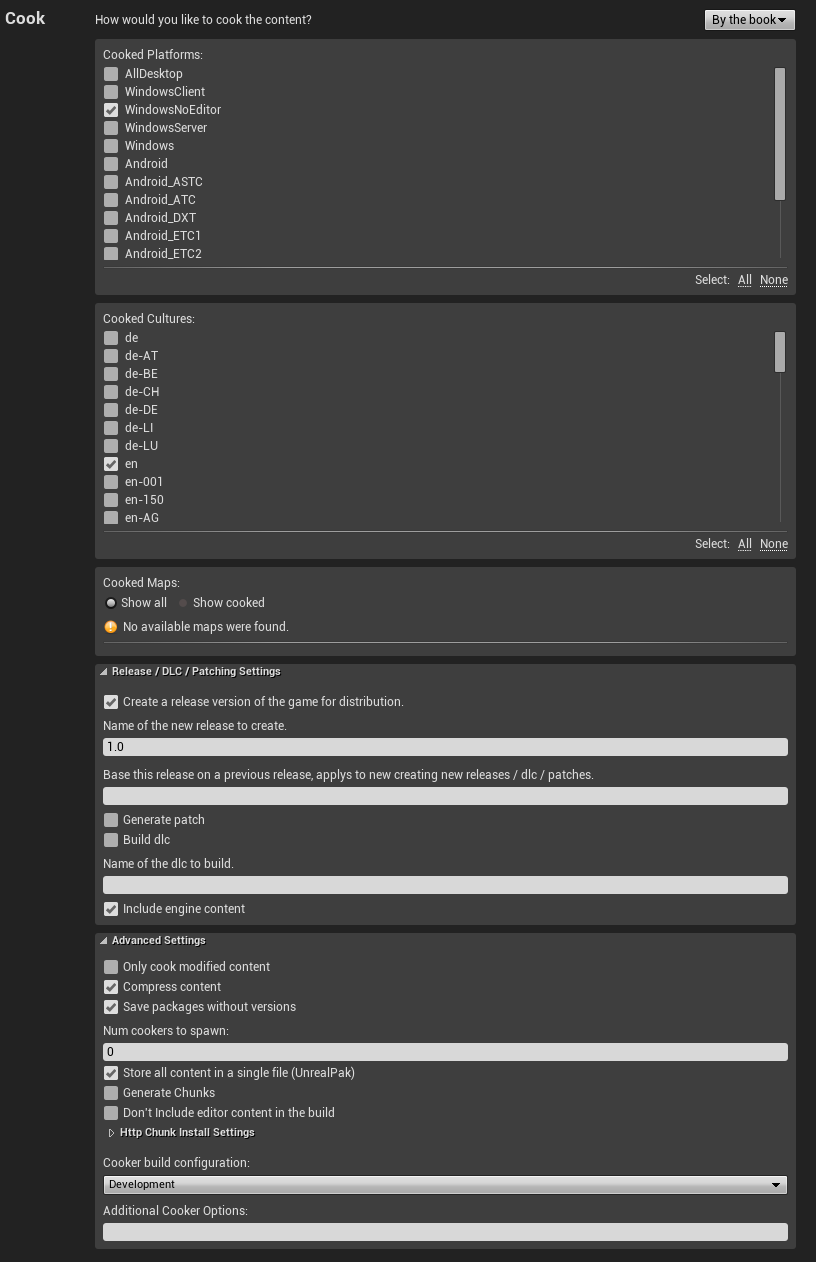 Cook
How would you like to cook the content?
By the book
Cooked Platforms:
AllDesktop
WindowsClient
WindowsNoEditor
WindowsServer
Windows
Android
Android_ASTC
Android_ATC
Android_DXT
Android_ETC1
Android_ETC2
Select: All None
Cooked Cultures:
de
de-AT
de-BE
de-CH
de-DE
de-LI
de-LU
en
en-001
en-150
en-AG
Select: All None
Cooked Maps:
Show all Show cooked
No available maps were found.
Release / DLC / Patching Settings
Create a release version of the game for distribution.
Name of the new release to create.
1.0
Base this release on a previous release, applys to new creating new releases / dlc / patches.
Generate patch
Build dlc
Name of the dlc to build.
Include engine content
Advanced Settings
Only cook modified content
Compress content
Save packages without versions
Num cookers to spawn:
0
Store all content in a single file (UnrealPak)
Generate Chunks
Don't Include editor content in the build
Http Chunk Install Settings
Cooker build configuration:
Development
Additional Cooker Options: